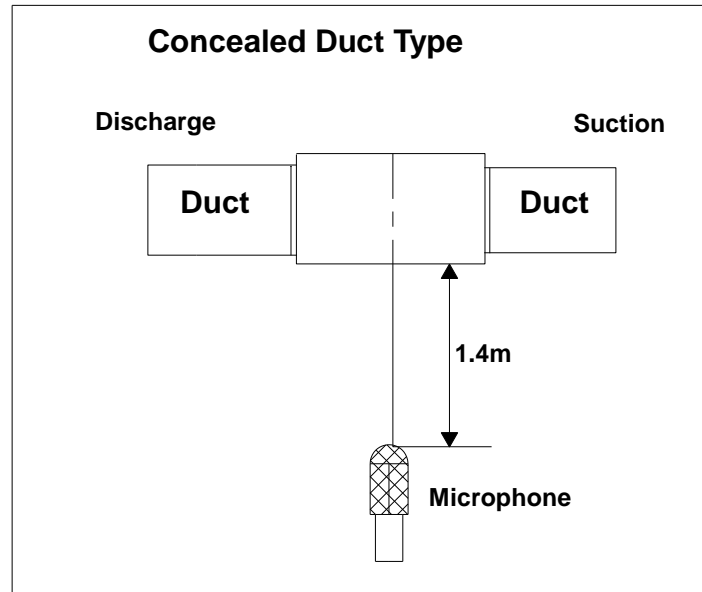 Concealed Duct Type
Discharge
Suction
Duct
Duct
1.4m
Microphone